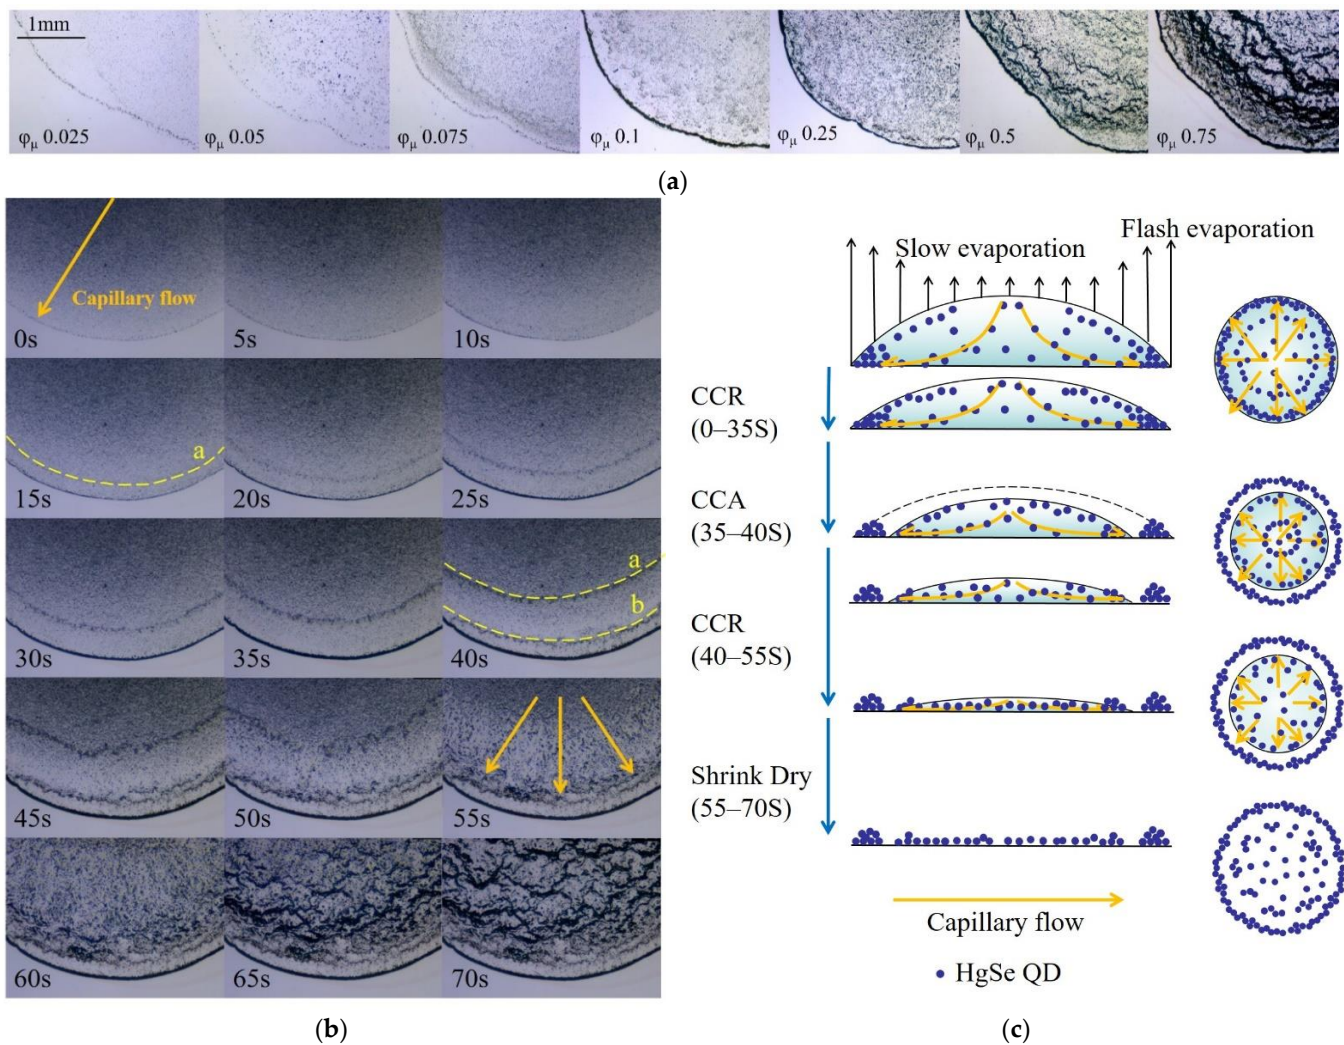 1mm
φμ 0.025
φμ 0.05
φμ 0.075
φμ 0.1
φμ 0.25
φμ 0.5
φμ 0.75
(a)
Capillary flow
0s
5s
10s
a
15s
20s
25s
a
b
30s
35s
40s
45s
50s
55s
60s
65s
70s
(b)
Slow evaporation
Flash evaporation
CCR
(0–35S)
CCA
(35–40S)
CCR
(40–55S)
Shrink Dry
(55–70S)
Capillary flow
HgSe QD
(c)